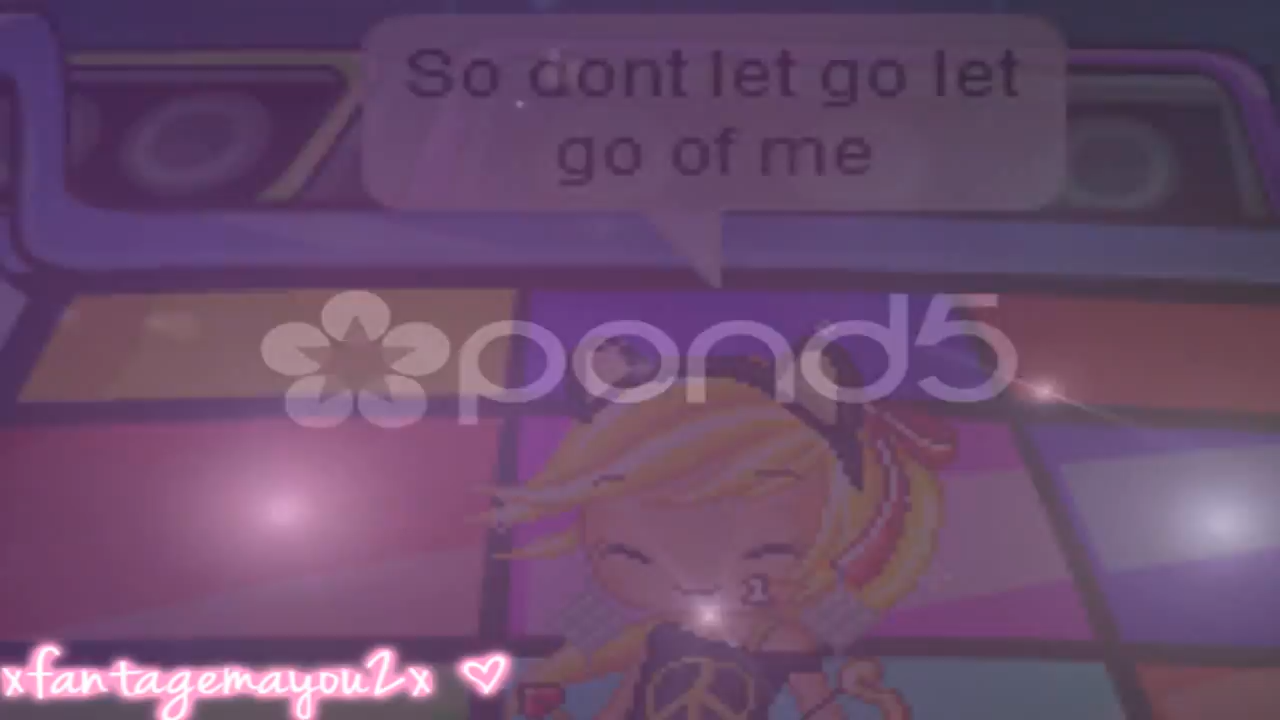 So dont let go let
go of me
pond5
xfantagemayou2x ♡